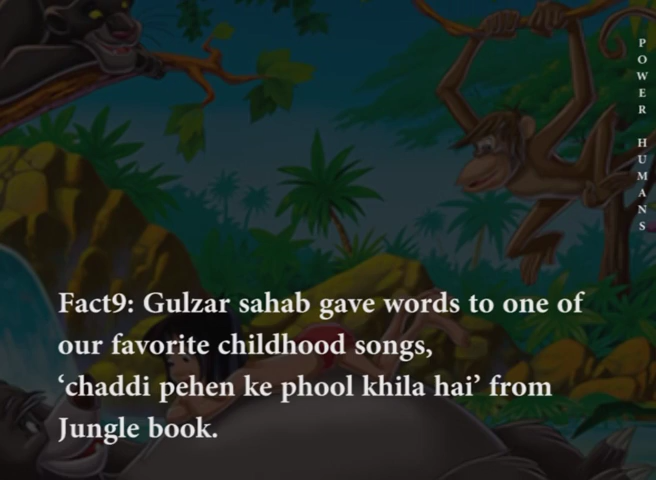 POWER HUMANS
Fact9: Gulzar sahab gave words to one of
our favorite childhood songs,
‘chaddi pehen ke phool khila hai’ from
Jungle book.